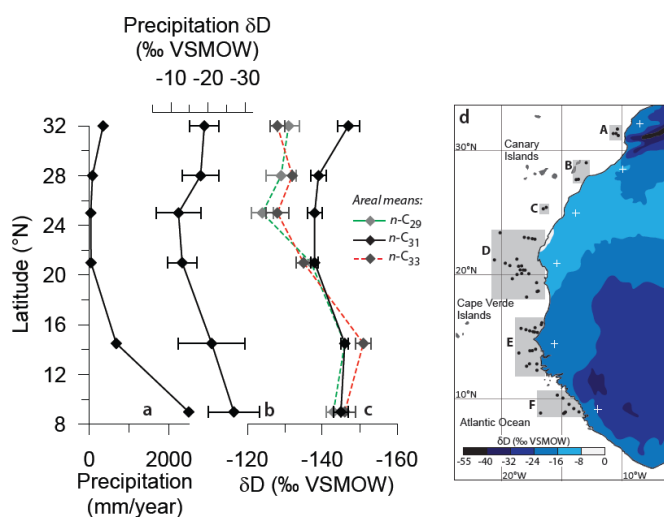 Precipitation δD
(‰ VSMOW)
-10 -20 -30
32
28
24
20
16
12
8
Latitude (°N)
a
b
c
Areal means:
n-C29
n-C31
n-C33
0 2000
-120 -140 -160
Precipitation
(mm/year)
δD (‰ VSMOW)
d
A
30°N
Canary
Islands
B
C
D
20°N
Cape Verde
Islands
E
10°N
F
Atlantic Ocean
δD (‰ VSMOW)
-55 -40 -32 -24 -16 -8 0
20°W 10°W